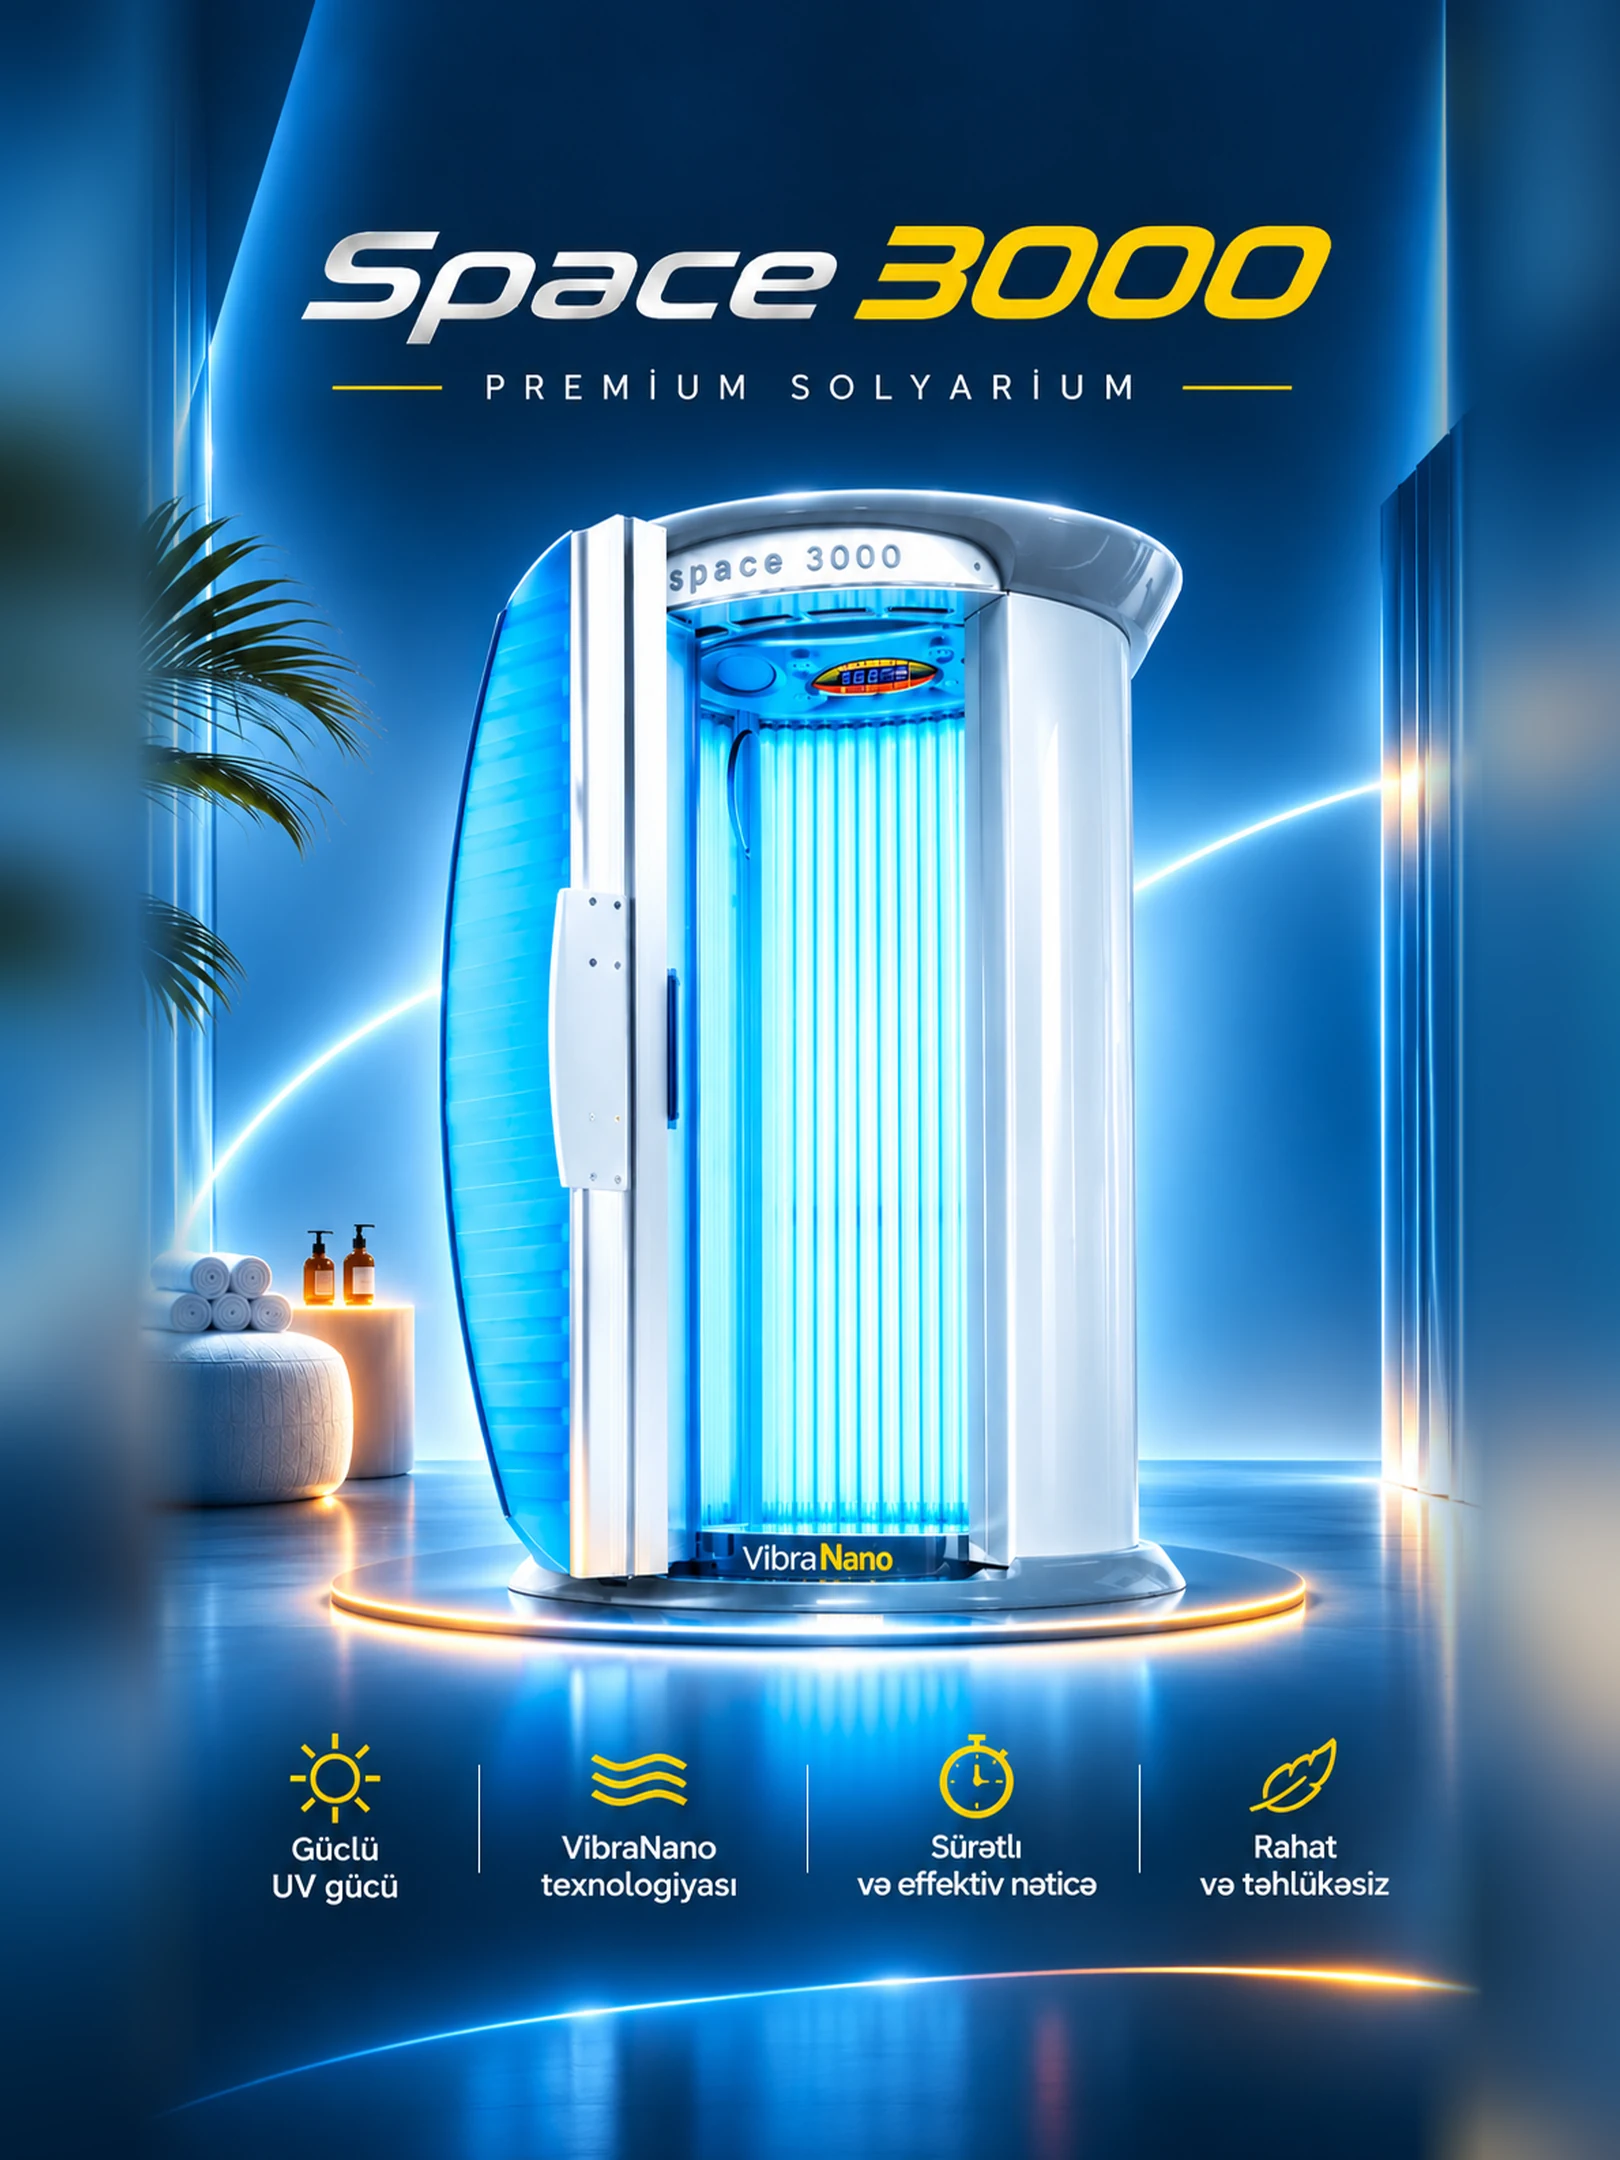 Space 3000
PREMİUM SOLYARİUM
space 3000
VibraNano
Güclü
UV gücü
VibraNano
texnologiyası
Sürətlı
və effektiv nəticə
Rahat
və təhlükəsiz